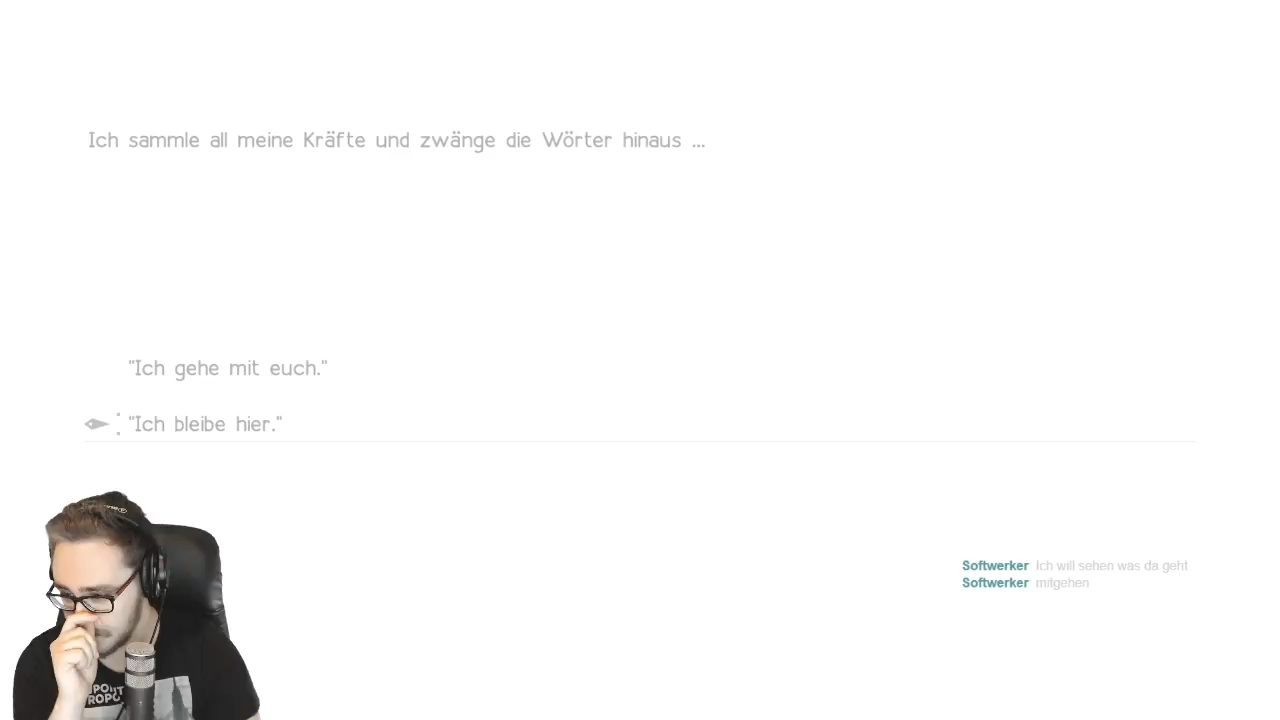 Ich sammle all meine Kräfte und zwänge die Wörter hinaus ...
"Ich gehe mit euch."
"Ich bleibe hier."
Softwerker Ich will sehen was da geht
Softwerker mitgehen